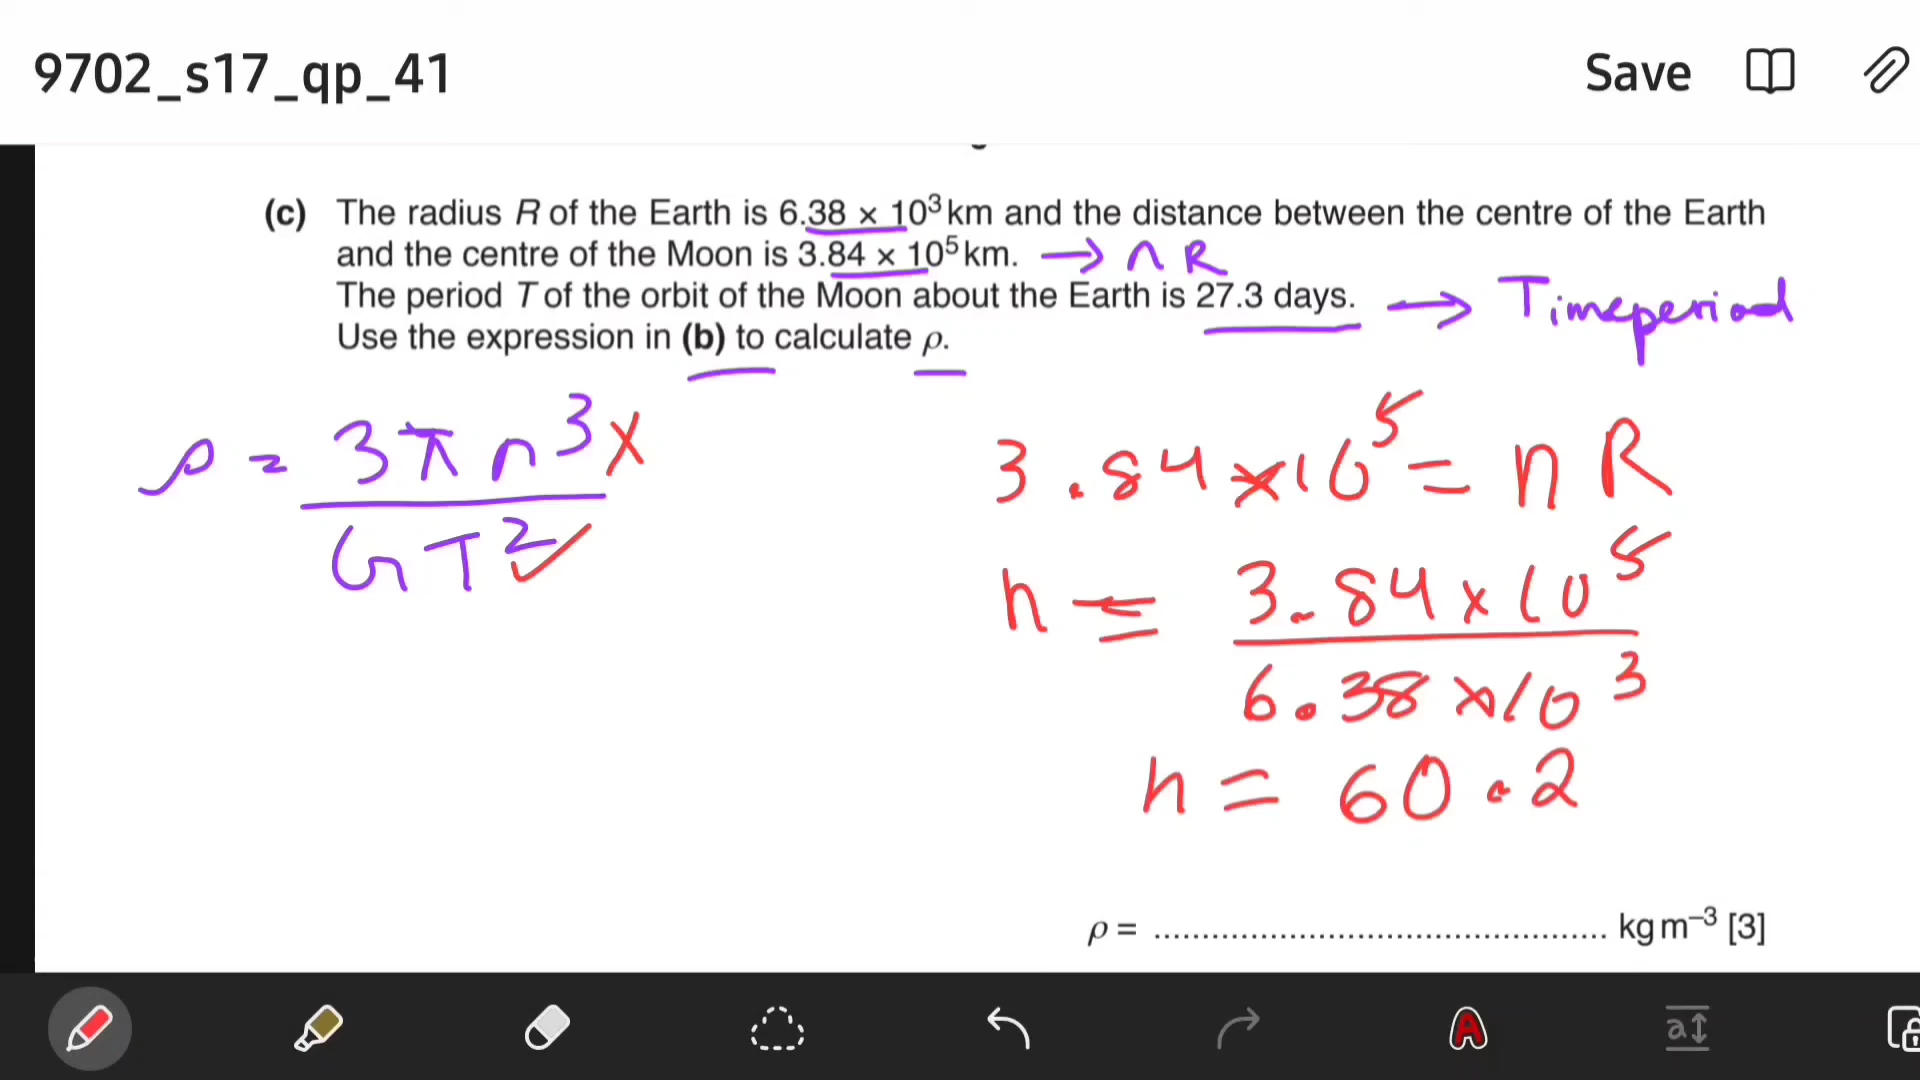 9702_s17_qp_41 Save
(c) The radius R of the Earth is 6.38 × 10³ km and the distance between the centre of the Earth
and the centre of the Moon is 3.84 × 10⁵ km. → n R
The period T of the orbit of the Moon about the Earth is 27.3 days. → Timeperiod
Use the expression in (b) to calculate ρ.
ρ = 3πn³ x
GT² ✓
3.84×10⁵ = nR
n = 3.84×10⁵
6.38×10³
n = 60.2
ρ = ........................................... kg m⁻³ [3]
A a